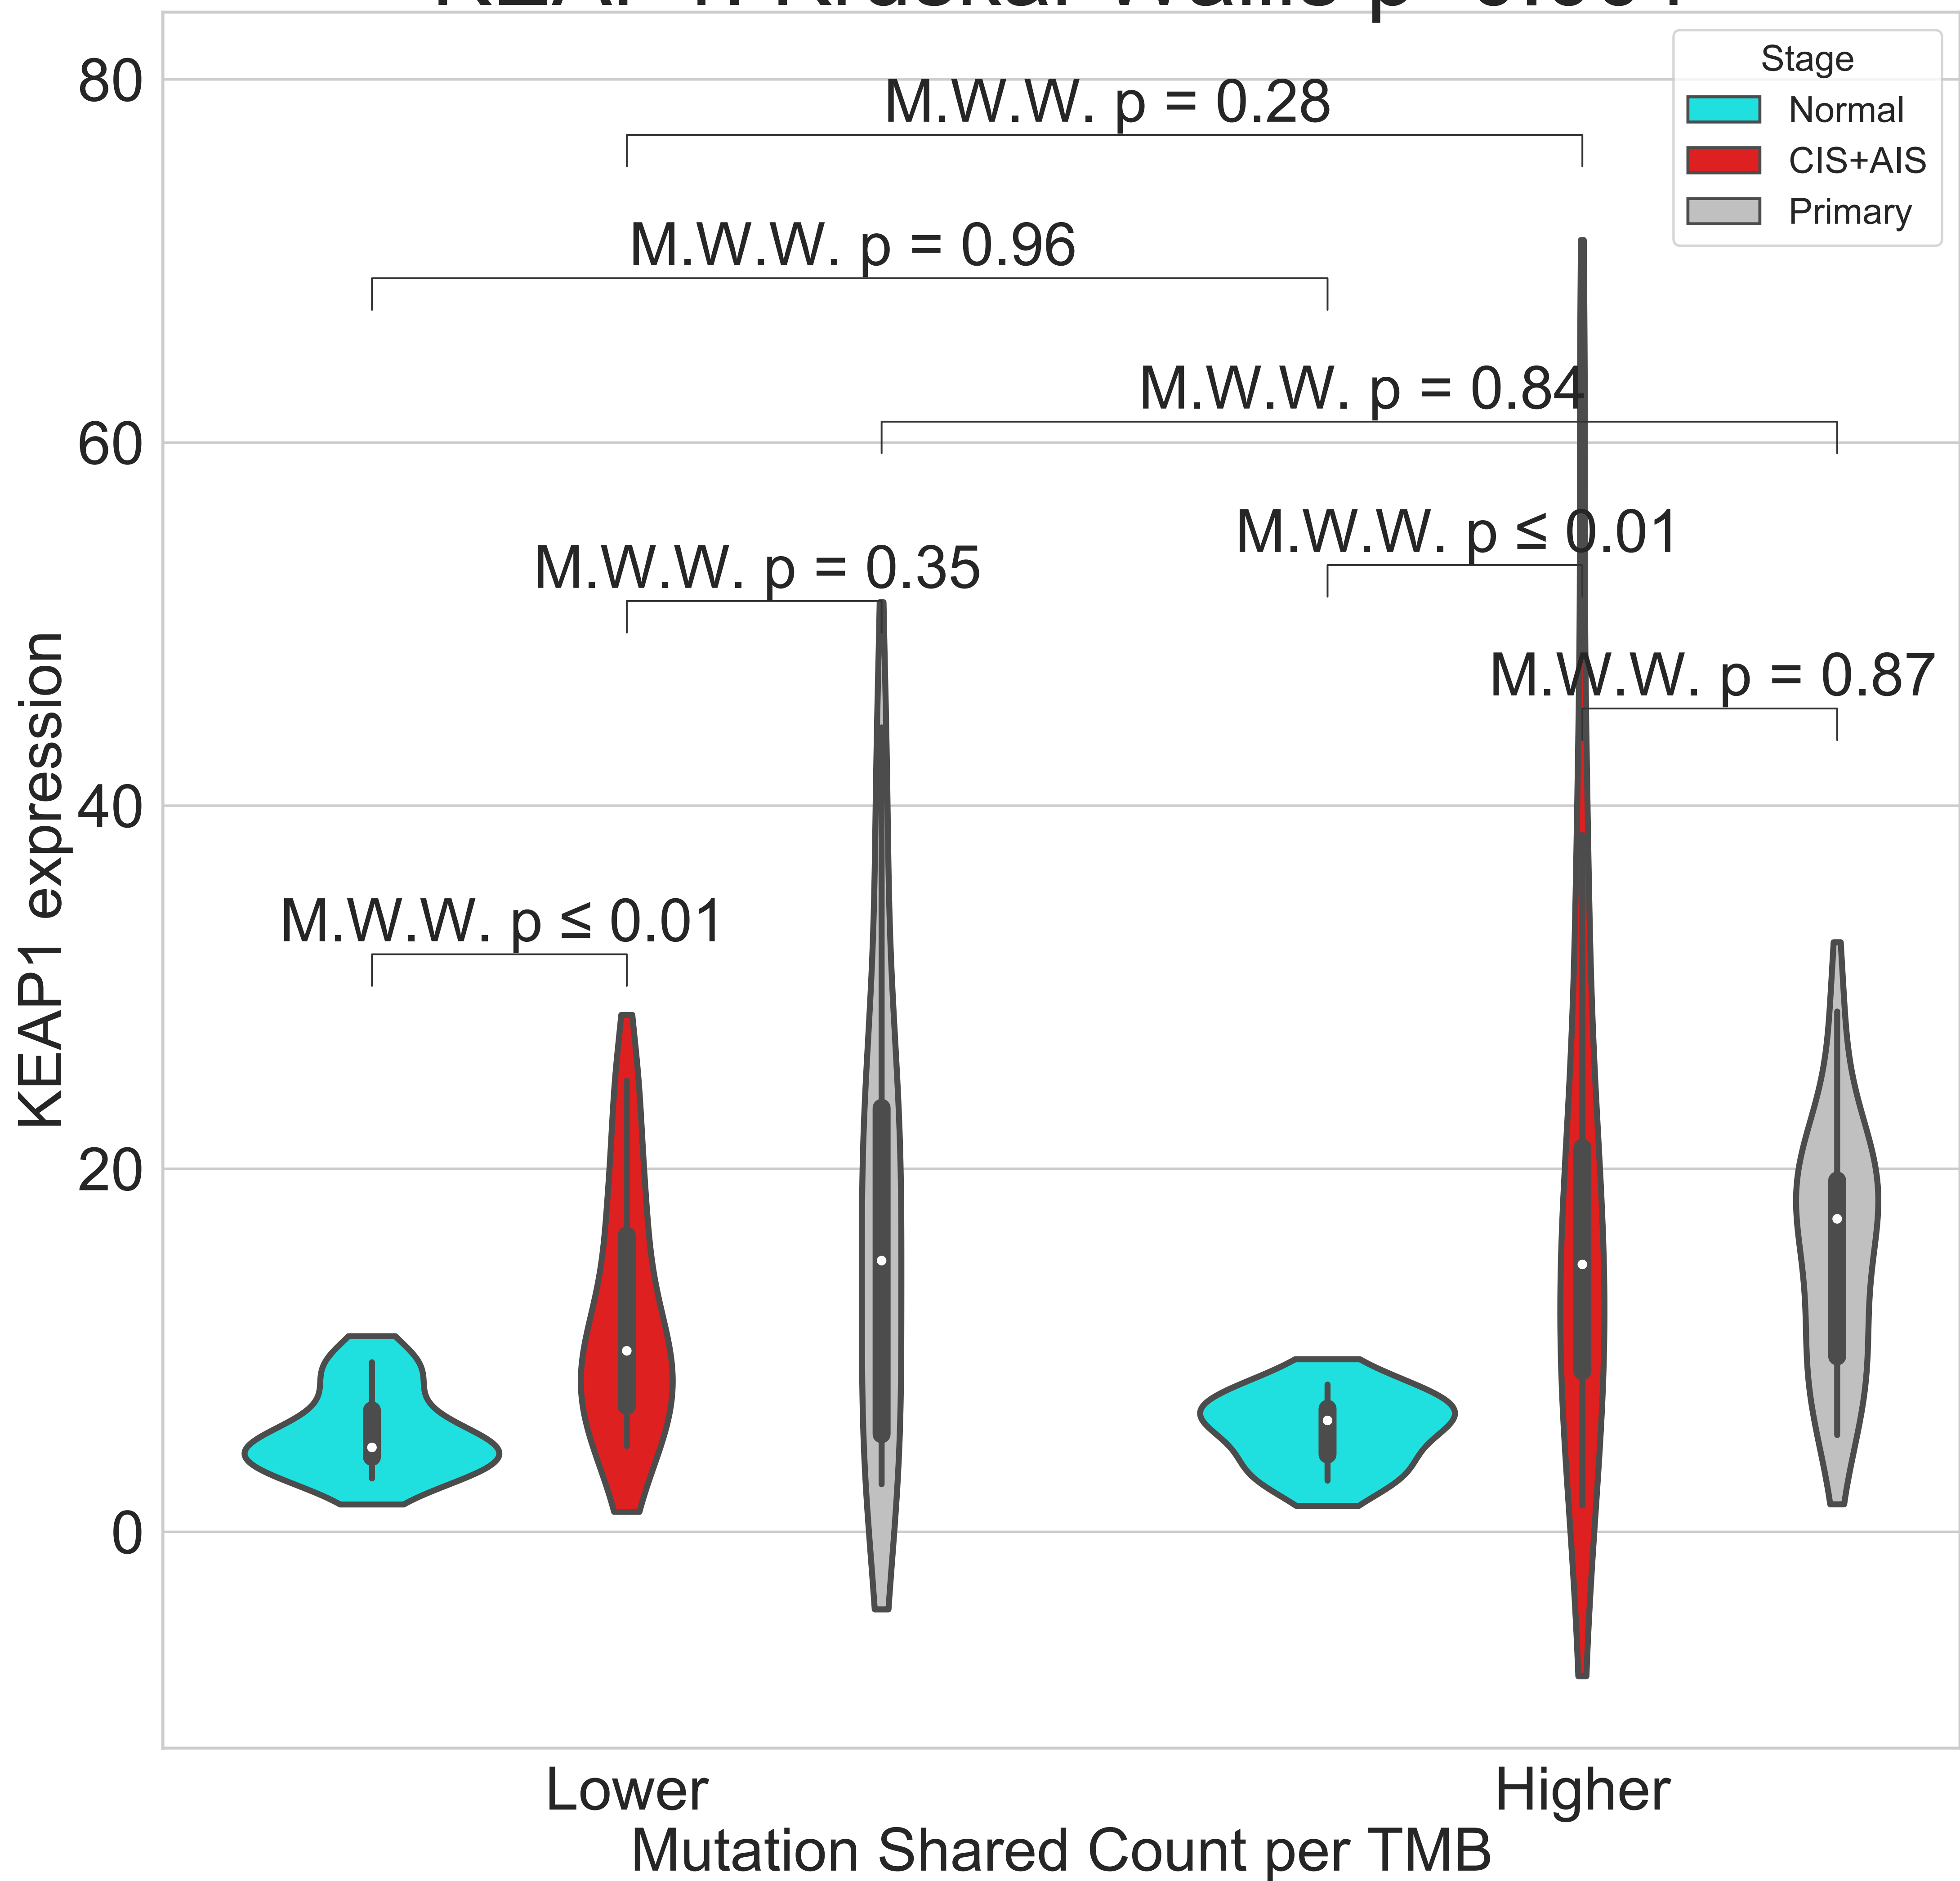 80
60
40
20
0
KEAP1 expression
M.W.W. p = 0.28
M.W.W. p = 0.96
M.W.W. p = 0.84
M.W.W. p ≤ 0.01
M.W.W. p = 0.35
M.W.W. p = 0.87
M.W.W. p ≤ 0.01
Stage
Normal
CIS+AIS
Primary
Lower
Higher
Mutation Shared Count per TMB